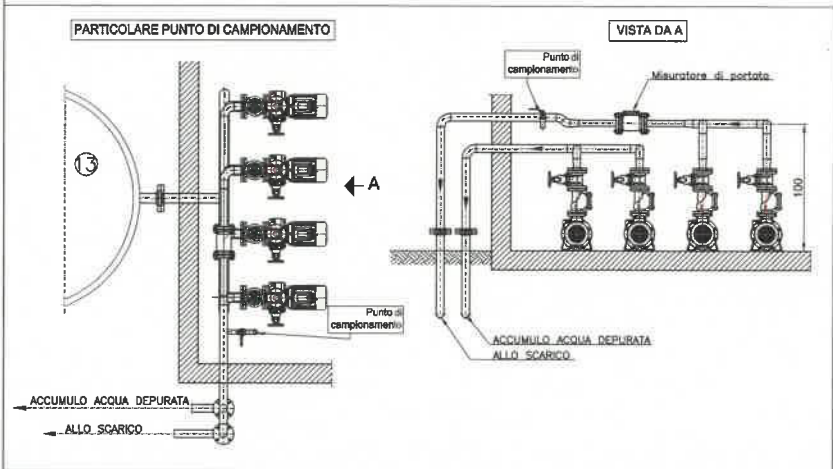 PARTICOLARE PUNTO DI CAMPIONAMENTO
13
A
Punto di
campionamento
ACCUMULO ACQUA DEPURATA
ALLO SCARICO
VISTA DA A
Punto di
campionamento
Misuratore di portata
100
ACCUMULO ACQUA DEPURATA
ALLO SCARICO